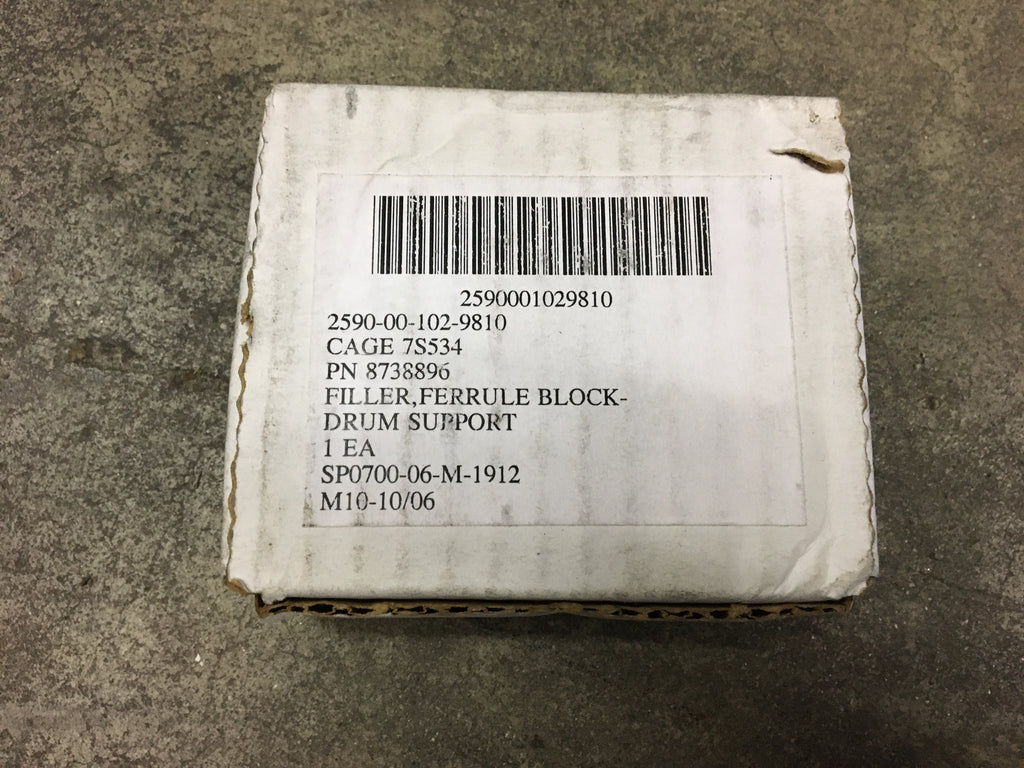 2590001029810
2590-00-102-9810
CAGE 7S534
PN 8738896
FILLER,FERRULE BLOCK-
DRUM SUPPORT
1 EA
SP0700-06-M-1912
M10-10/06